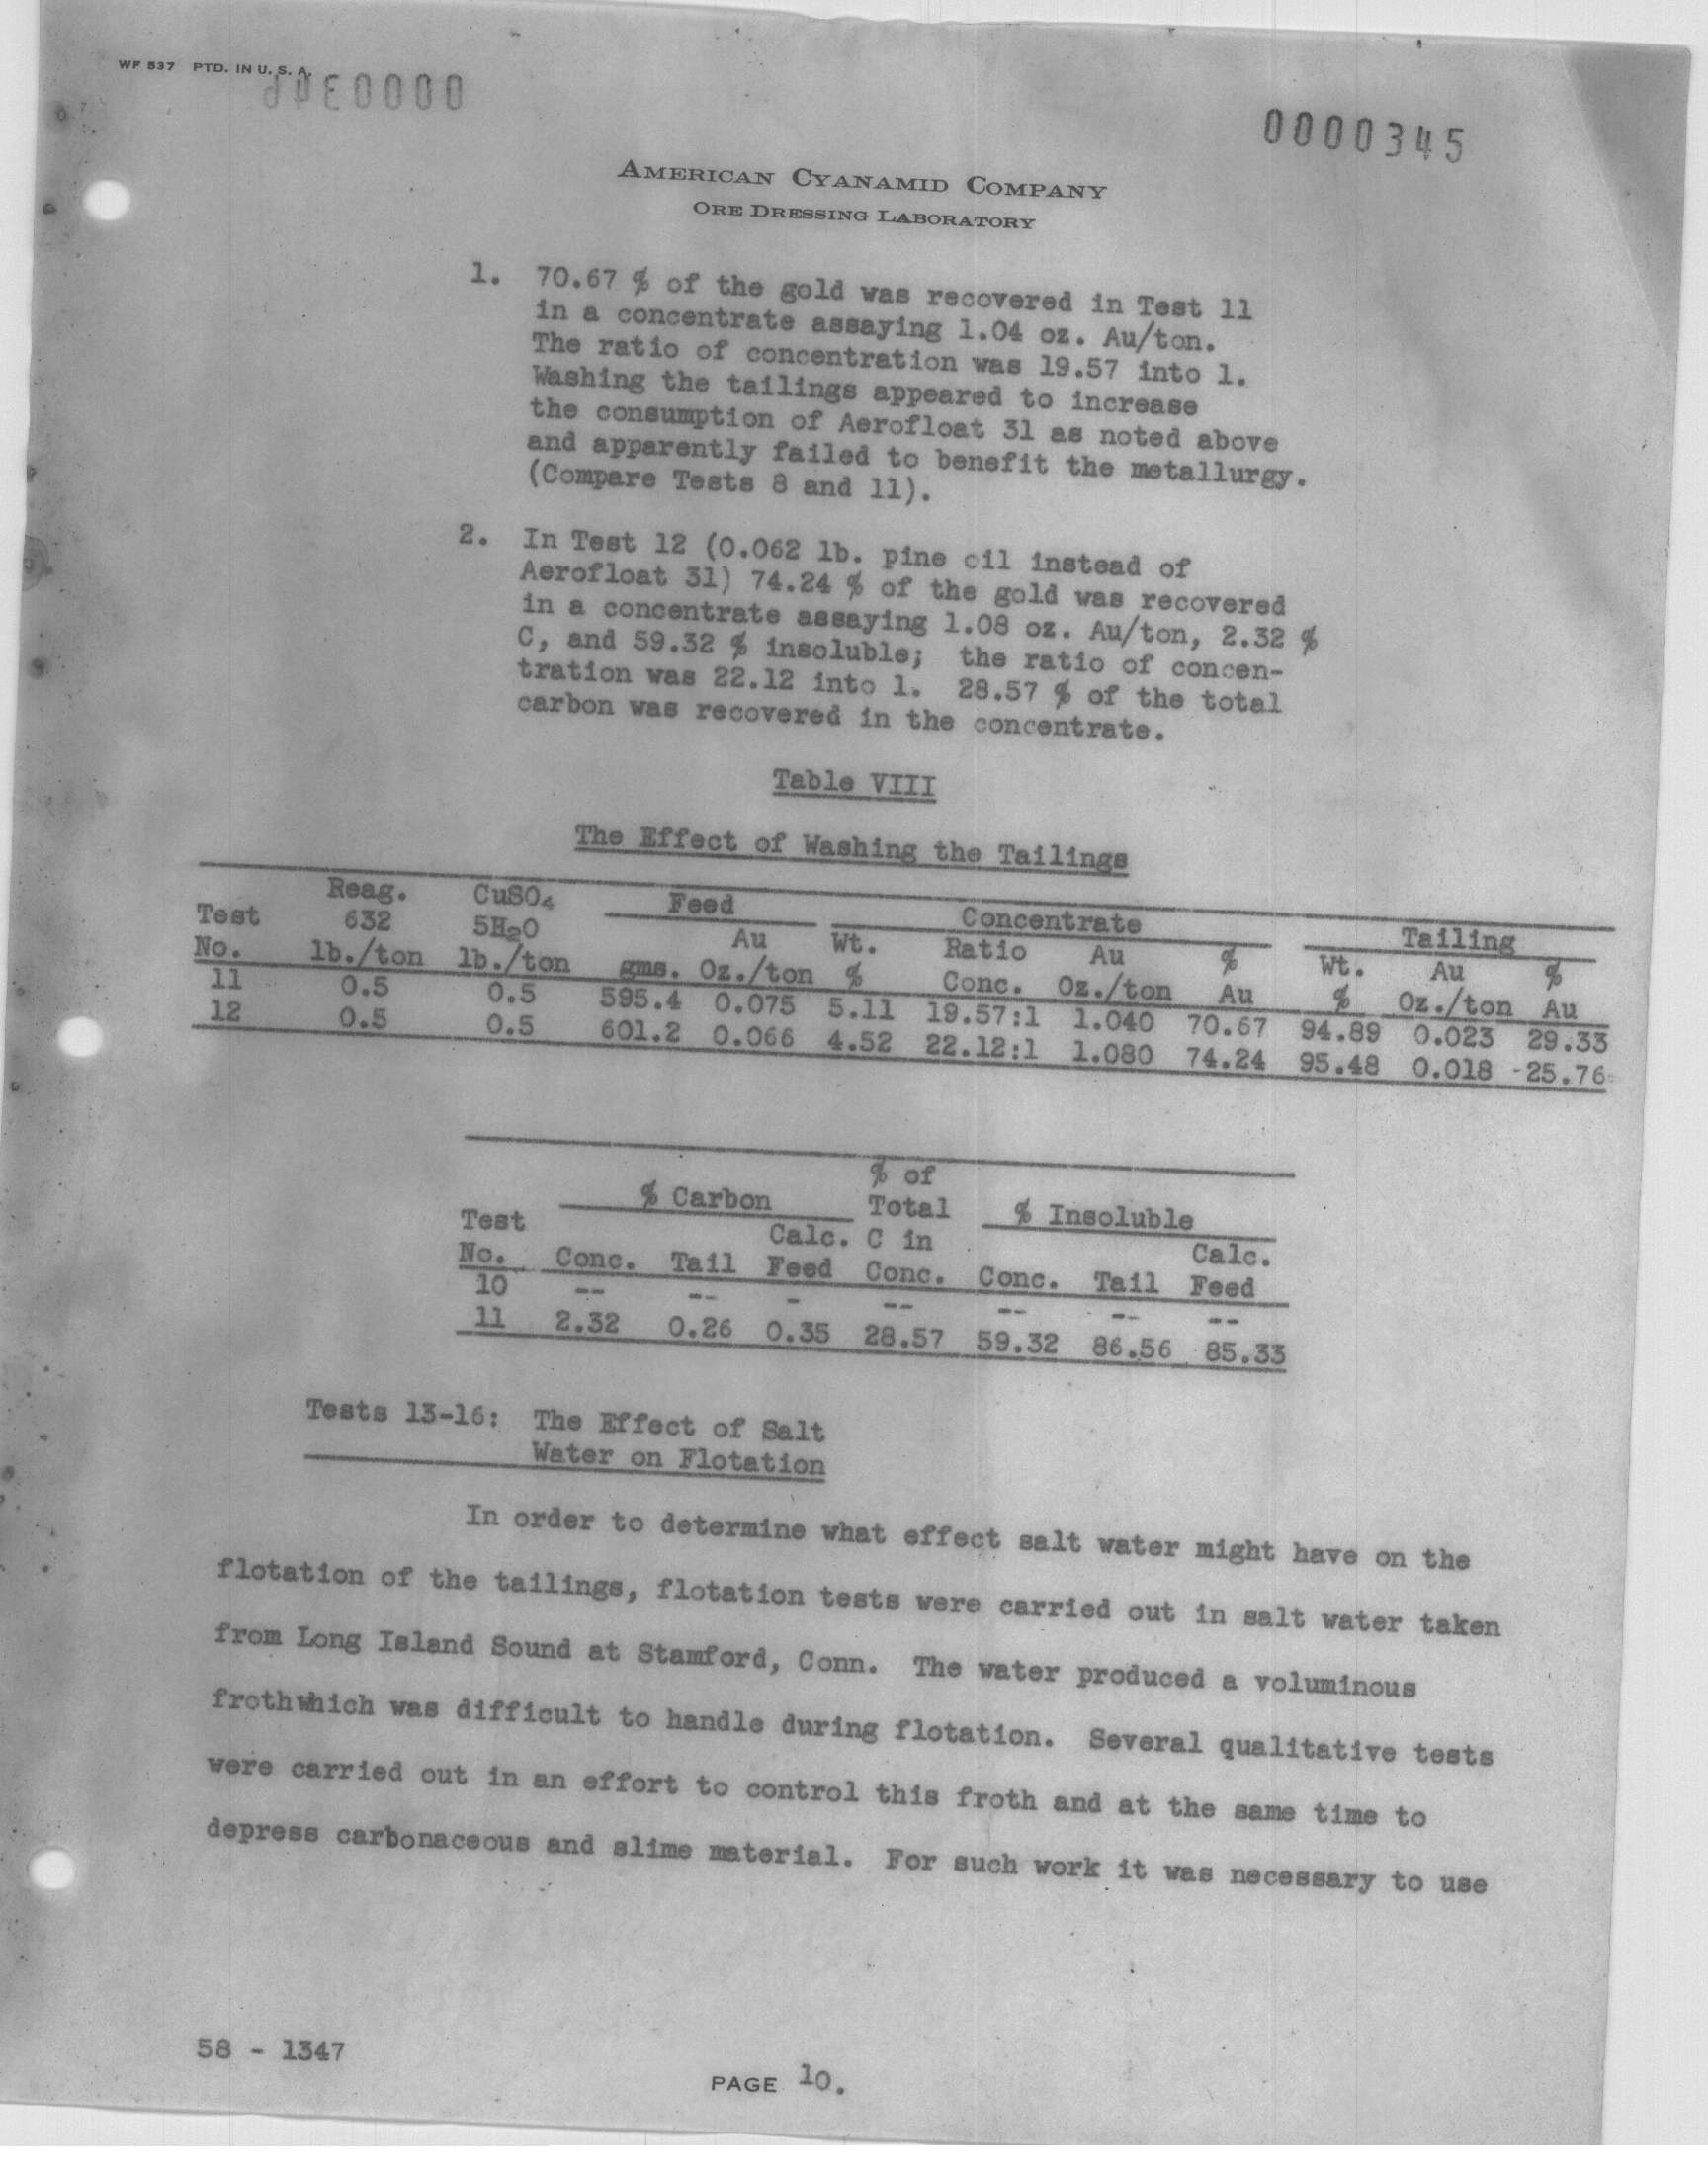 WF 537 PTD. IN U. S. A.
0000345
AMERICAN CYANAMID COMPANY
ORE DRESSING LABORATORY
1. 70.67 % of the gold was recovered in Test 11
in a concentrate assaying 1.04 oz. Au/ton.
The ratio of concentration was 19.57 into 1.
Washing the tailings appeared to increase
the consumption of Aerofloat 31 as noted above
and apparently failed to benefit the metallurgy.
(Compare Tests 8 and 11).
2. In Test 12 (0.062 lb. pine oil instead of
Aerofloat 31) 74.24 % of the gold was recovered
in a concentrate assaying 1.08 oz. Au/ton, 2.32 %
C, and 59.32 % insoluble; the ratio of concen-
tration was 22.12 into 1. 28.57 % of the total
carbon was recovered in the concentrate.
Table VIII
The Effect of Washing the Tailings
Reag. CuSO4 Feed Concentrate Tailing
Test 632 5H2O Au Wt. Ratio Au % Wt. Au %
No. lb./ton lb./ton gms. Oz./ton % Conc. Oz./ton Au % Oz./ton Au
11 0.5 0.5 595.4 0.075 5.11 19.57:1 1.040 70.67 94.89 0.023 29.33
12 0.5 0.5 601.2 0.066 4.52 22.12:1 1.080 74.24 95.48 0.018 25.76
% of
% Carbon Total % Insoluble
Test Calc. C in Calc.
No. Conc. Tail Feed Conc. Conc. Tail Feed
10 -- -- - -- -- -- --
11 2.32 0.26 0.35 28.57 59.32 86.56 85.33
Tests 13-16: The Effect of Salt
Water on Flotation
In order to determine what effect salt water might have on the
flotation of the tailings, flotation tests were carried out in salt water taken
from Long Island Sound at Stamford, Conn. The water produced a voluminous
frothwhich was difficult to handle during flotation. Several qualitative tests
were carried out in an effort to control this froth and at the same time to
depress carbonaceous and slime material. For such work it was necessary to use
58 - 1347
PAGE 10.